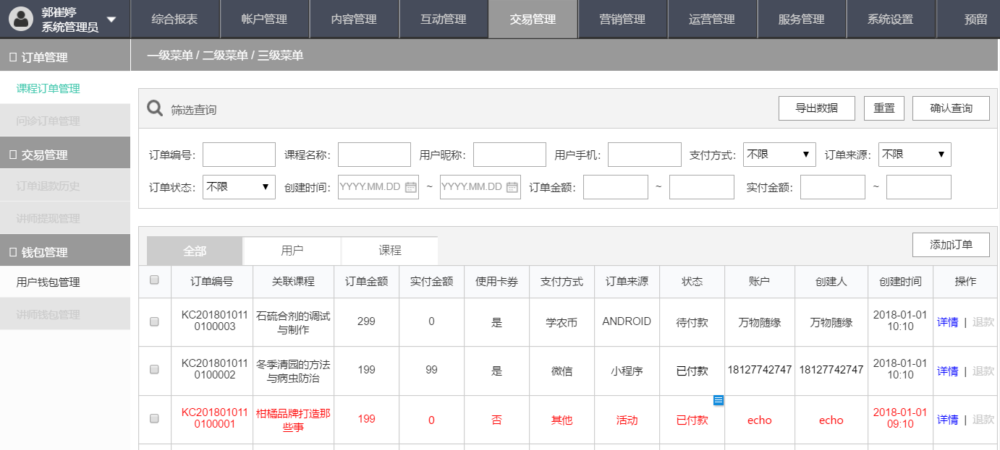 郭崔婷
系统管理员
综合报表 帐户管理 内容管理 互动管理 交易管理 营销管理 运营管理 服务管理 系统设置 预留
订单管理
一级菜单 / 二级菜单 / 三级菜单
课程订单管理
问诊订单管理
交易管理
订单退款历史
讲师提现管理
钱包管理
用户钱包管理
讲师钱包管理
筛选查询 导出数据 重置 确认查询
订单编号: 课程名称: 用户昵称: 用户手机: 支付方式: 不限 ▼ 订单来源: 不限 ▼
订单状态: 不限 ▼ 创建时间: YYYY.MM.DD ~ YYYY.MM.DD 订单金额: ~ 实付金额: ~
全部 用户 课程 添加订单
订单编号 关联课程 订单金额 实付金额 使用卡券 支付方式 订单来源 状态 账户 创建人 创建时间 操作
KC201801011 石硫合剂的调试 299 0 是 学农币 ANDROID 待付款 万物随缘 万物随缘 2018-01-01 详情 | 退款
0100003 与制作 10:10
KC201801011 冬季清园的方法 199 99 是 微信 小程序 已付款 18127742747 18127742747 2018-01-01 详情 | 退款
0100002 与病虫防治 10:10
KC201801011 柑橘品牌打造那 199 0 否 其他 活动 已付款 echo echo 2018-01-01 详情 | 退款
0100001 些事 09:10